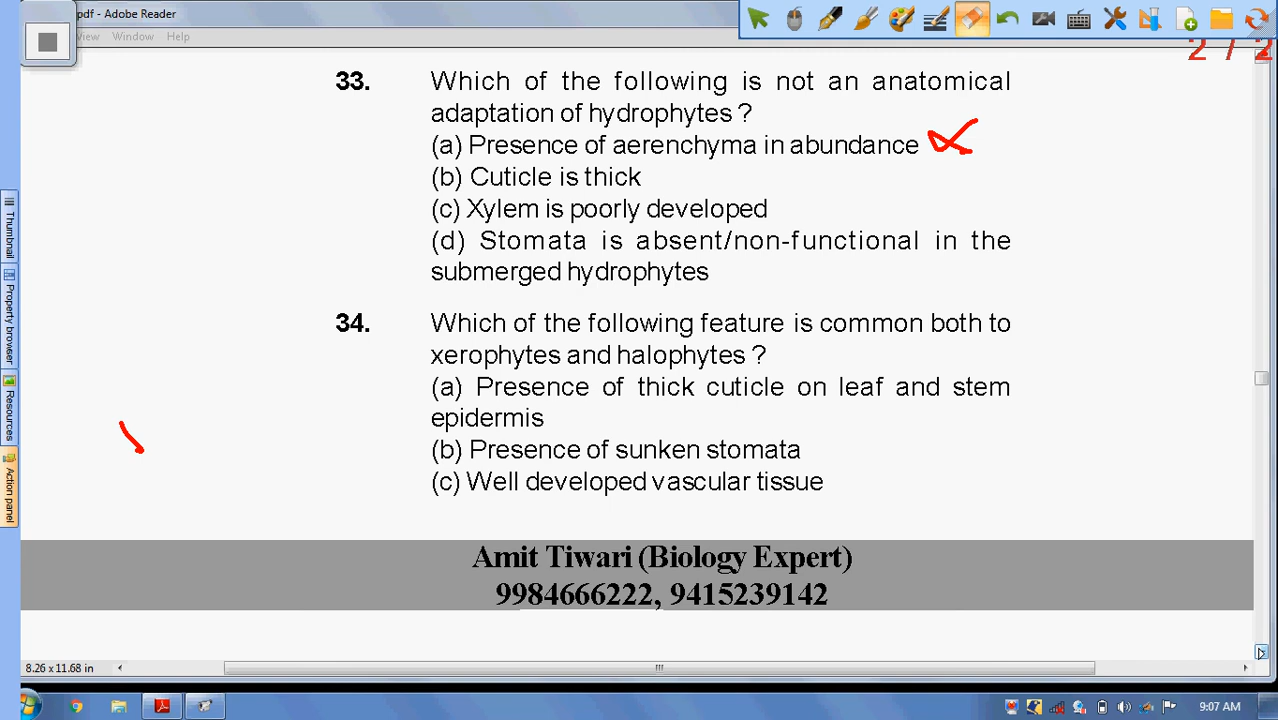 .pdf - Adobe Reader
View Window Help
2 7 2
33. Which of the following is not an anatomical
adaptation of hydrophytes ?
(a) Presence of aerenchyma in abundance
(b) Cuticle is thick
(c) Xylem is poorly developed
(d) Stomata is absent/non-functional in the
submerged hydrophytes
34. Which of the following feature is common both to
xerophytes and halophytes ?
(a) Presence of thick cuticle on leaf and stem
epidermis
(b) Presence of sunken stomata
(c) Well developed vascular tissue
Thumbnail
Property browser
Resources
Action panel
Amit Tiwari (Biology Expert)
9984666222, 9415239142
8.26 x 11.68 in
9:07 AM